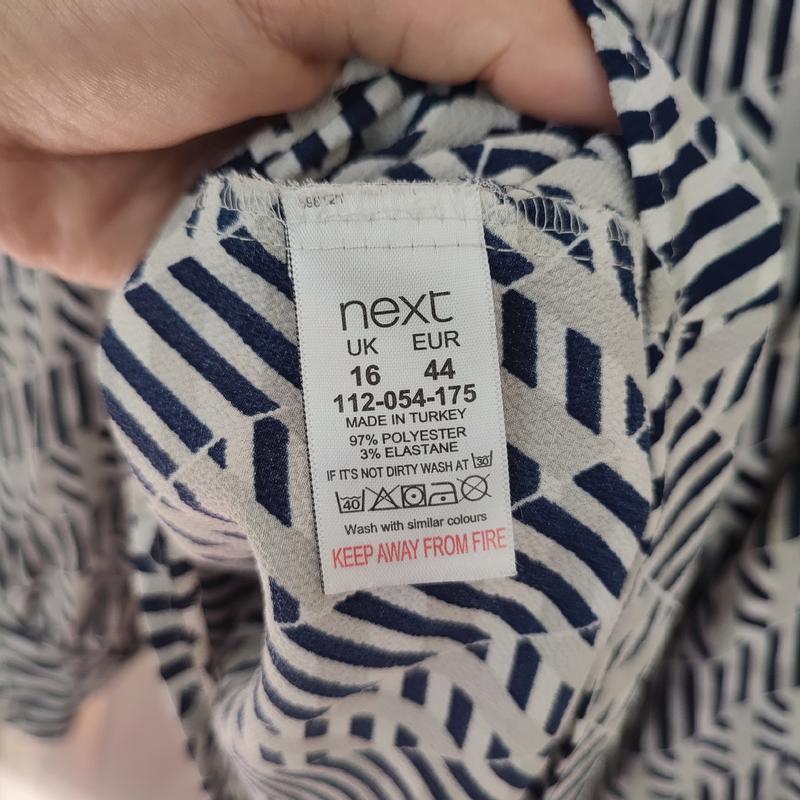 next
UK EUR
16 44
112-054-175
MADE IN TURKEY
97% POLYESTER
3% ELASTANE
IF IT'S NOT DIRTY WASH AT 30
40
Wash with similar colours
KEEP AWAY FROM FIRE